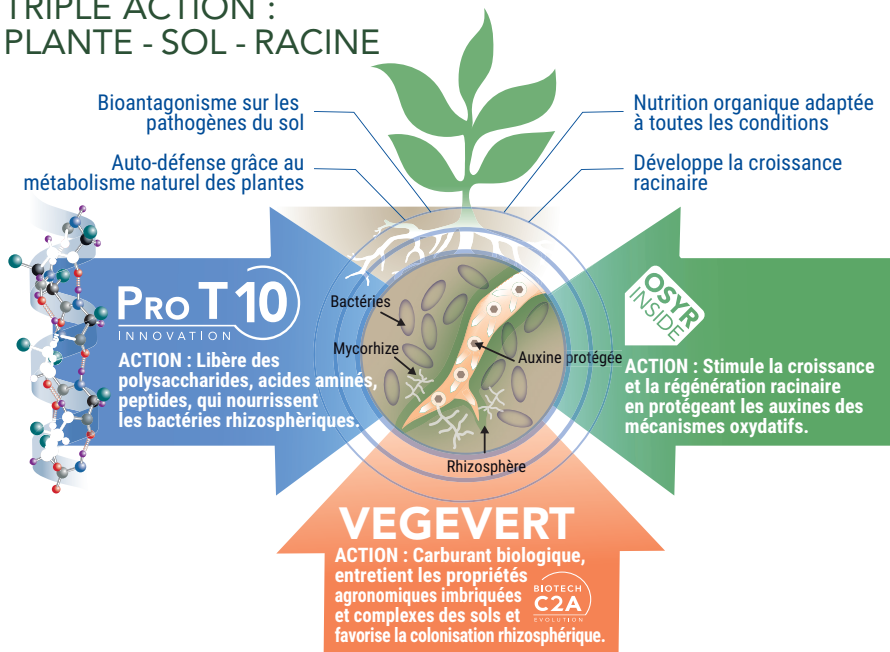 TRIPLE ACTION :
PLANTE - SOL - RACINE
Bioantagonisme sur les
pathogènes du sol
Auto-défense grâce au
métabolisme naturel des plantes
Nutrition organique adaptée
à toutes les conditions
Développe la croissance
racinaire
PRO T10
INNOVATION
ACTION : Libère des
polysaccharides, acides aminés,
peptides, qui nourrissent
les bactéries rhizosphèriques.
Bactéries
Mycorhize
Auxine protégée
Rhizosphère
OSYR
INSIDE
ACTION : Stimule la croissance
et la régénération racinaire
en protégeant les auxines des
mécanismes oxydatifs.
VEGEVERT
ACTION : Carburant biologique,
entretient les propriétés
agronomiques imbriquées
et complexes des sols et
favorise la colonisation rhizosphérique.
BIOTECH
C2A
EVOLUTION